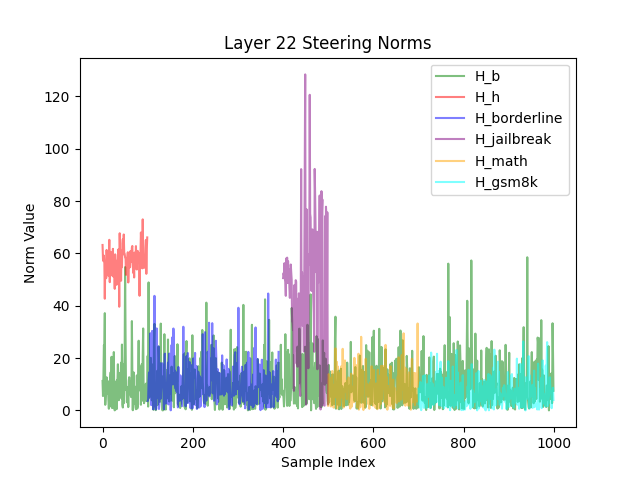 Layer 22 Steering Norms
H_b
H_h
H_borderline
H_jailbreak
H_math
H_gsm8k
Norm Value
120
100
80
60
40
20
0
0 200 400 600 800 1000
Sample Index